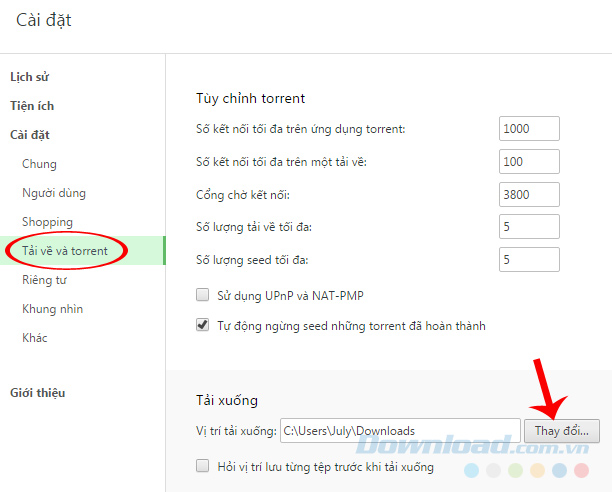 Cài đặt
Lịch sử
Tiện ích
Cài đặt
Chung
Người dùng
Shopping
Tải về và torrent
Riêng tư
Khung nhìn
Khác
Giới thiệu
Tùy chỉnh torrent
Số kết nối tối đa trên ứng dụng torrent: 1000
Số kết nối tối đa trên một tải về: 100
Cổng chờ kết nối: 3800
Số lượng tải về tối đa: 5
Số lượng seed tối đa: 5
Sử dụng UPnP và NAT-PMP
Tự động ngừng seed những torrent đã hoàn thành
Tải xuống
Vị trí tải xuống: C:\Users\July\Downloads Thay đổi...
Download.com.vn
Hỏi vị trí lưu từng tệp trước khi tải xuống